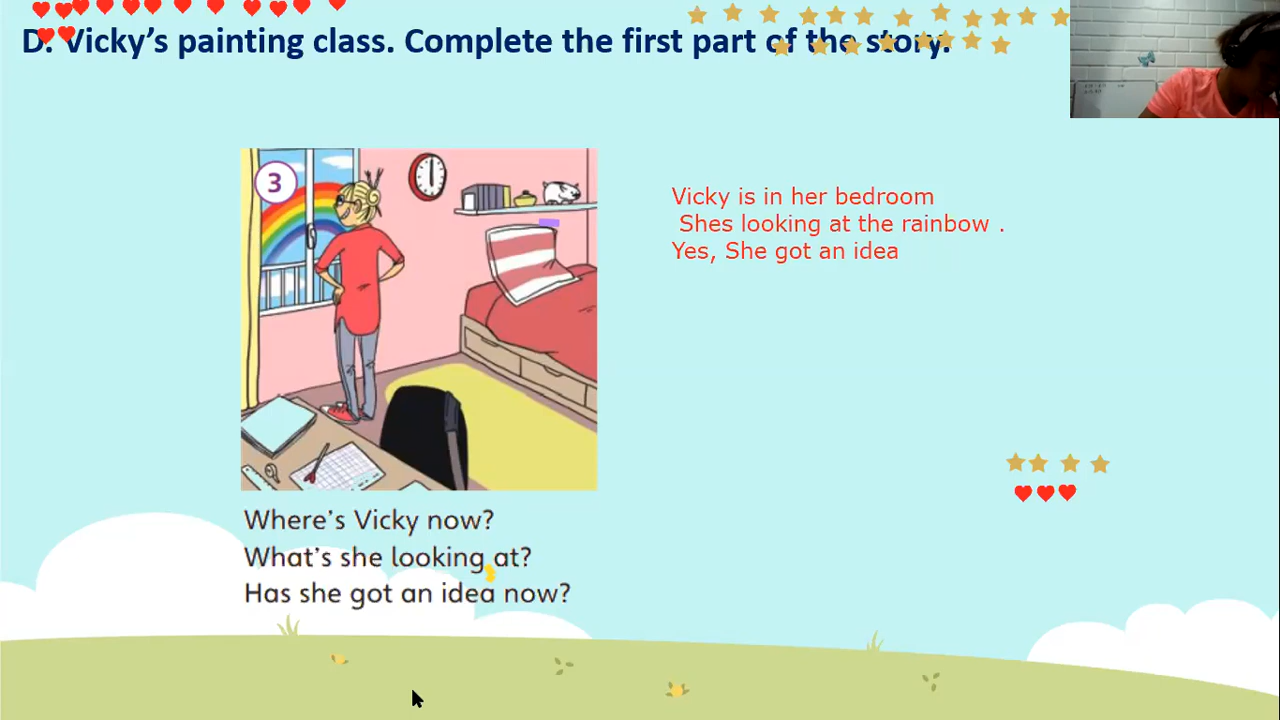 D. Vicky's painting class. Complete the first part of the story.
3
Vicky is in her bedroom
Shes looking at the rainbow .
Yes, She got an idea
Where's Vicky now?
What's she looking at?
Has she got an idea now?